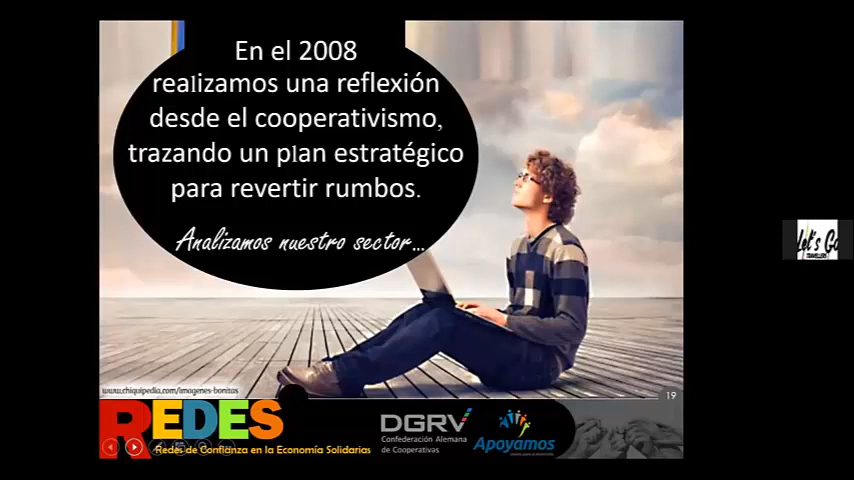 En el 2008
realizamos una reflexión
desde el cooperativismo,
trazando un plan estratégico
para revertir rumbos.
Analizamos nuestro sector...
www.chiquipedia.com/imagenes-bonitas
19
REDES
Redes de Confianza en la Economía Solidarias
DGRV
Confederación Alemana
de Cooperativas
Apoyamos
Let's Go
TRAVELLERS